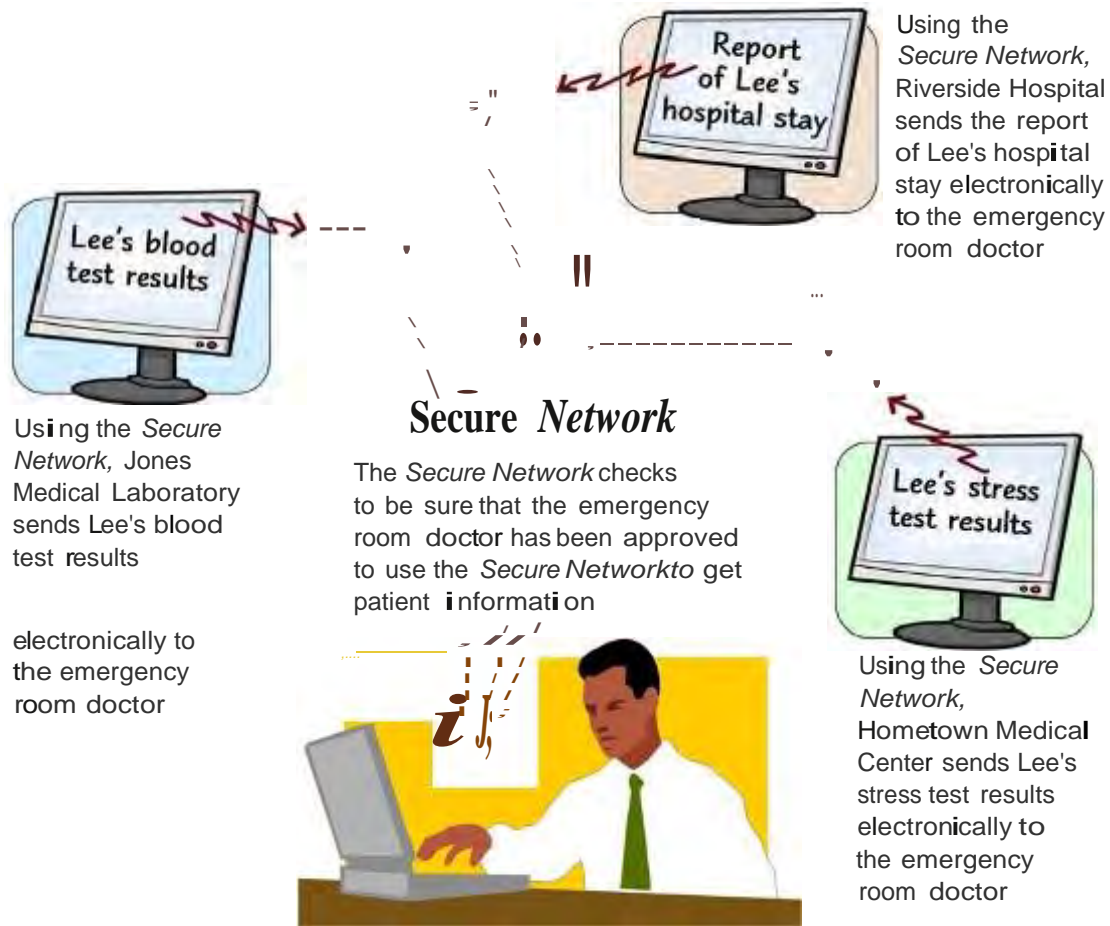 Report
of Lee's
hospital stay
Using the
Secure Network,
Riverside Hospital
sends the report
of Lee's hospital
stay electronically
to the emergency
room doctor
Lee's blood
test results
Using the Secure
Network, Jones
Medical Laboratory
sends Lee's blood
test results
electronically to
the emergency
room doctor
Secure Network
The Secure Network checks
to be sure that the emergency
room doctor has been approved
to use the Secure Networkto get
patient information
Lee's stress
test results
Using the Secure
Network,
Hometown Medical
Center sends Lee's
stress test results
electronically to
the emergency
room doctor